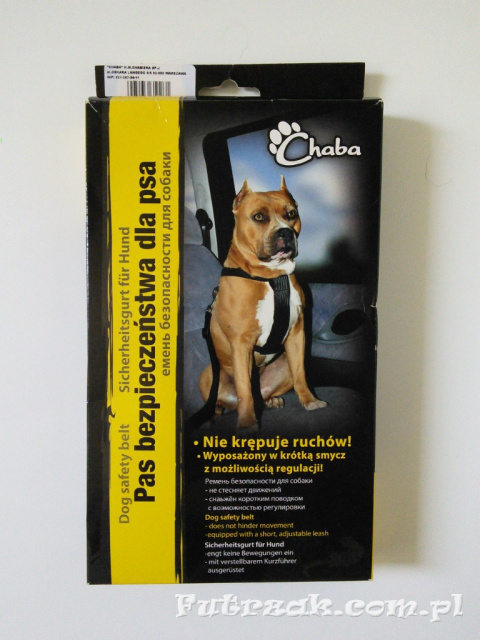 Chaba
Dog safety belt Sicherheitsgurt für Hund
Pas bezpieczeństwa dla psa
емень безопасности для собаки
• Nie krępuje ruchów!
• Wyposażony w krótką smycz
z możliwością regulacji!
Ремень безопасности для собаки
- не стесняет движений
- снабжён коротким поводком
с возможностью регулировки
Dog safety belt
- does not hinder movement
-equipped with a short, adjustable leash
Sicherheitsgurt für Hund
-engt keine Bewegungen ein
- mit verstellbarem Kurzführer
ausgerüstet
Futrzak.com.pl